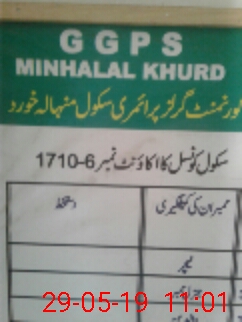 GGPS
MINHALAL KHURD
گورنمنٹ گرلز پرائمری سکول منہالہ خورد
سکول کونسل کا اکاؤنٹ نمبر 6-1710
ممبران کی کیٹیگری
دستخط
ٹیچر
29-05-19 11:01